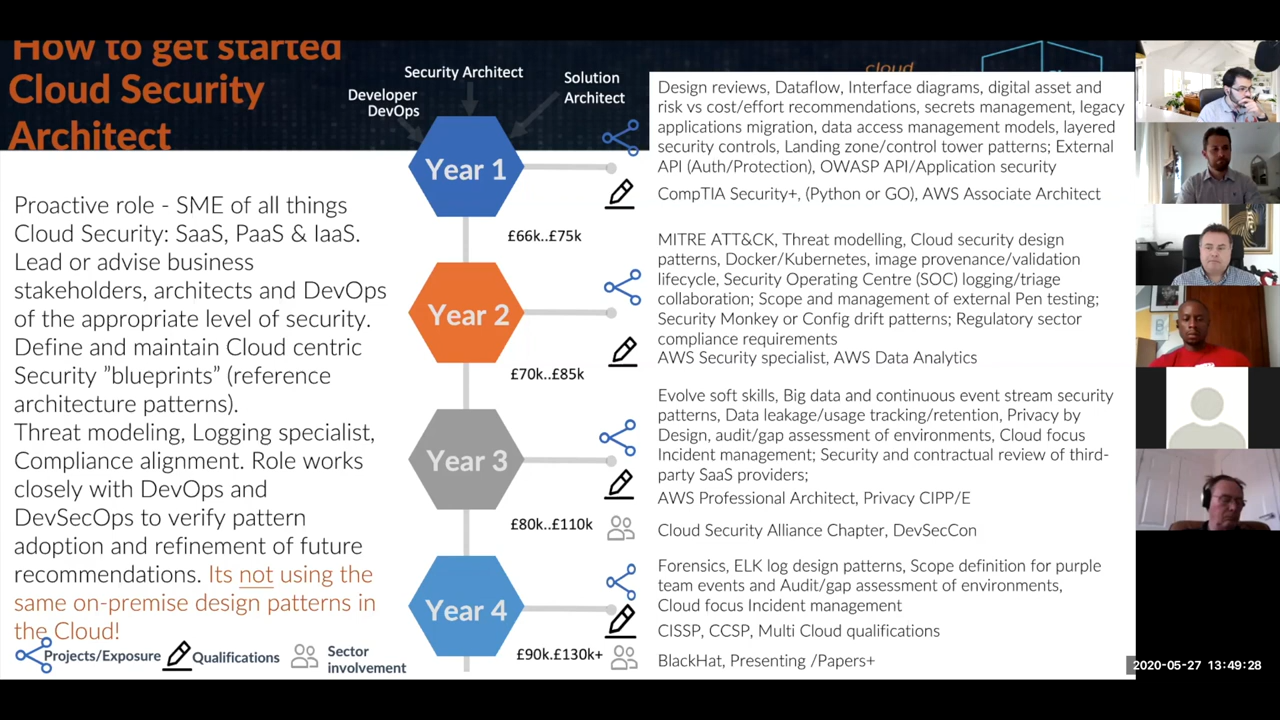 How to get started
Cloud Security
Architect
cloud
Security Architect
Solution
Architect
Developer
DevOps
Proactive role - SME of all things
Cloud Security: SaaS, PaaS & IaaS.
Lead or advise business
stakeholders, architects and DevOps
of the appropriate level of security.
Define and maintain Cloud centric
Security ”blueprints” (reference
architecture patterns).
Threat modeling, Logging specialist,
Compliance alignment. Role works
closely with DevOps and
DevSecOps to verify pattern
adoption and refinement of future
recommendations. Its not using the
same on-premise design patterns in
the Cloud!
Projects/Exposure
Qualifications
Sector
involvement
Year 1
£66k..£75k
Design reviews, Dataflow, Interface diagrams, digital asset and
risk vs cost/effort recommendations, secrets management, legacy
applications migration, data access management models, layered
security controls, Landing zone/control tower patterns; External
API (Auth/Protection), OWASP API/Application security
CompTIA Security+, (Python or GO), AWS Associate Architect
Year 2
£70k..£85k
MITRE ATT&CK, Threat modelling, Cloud security design
patterns, Docker/Kubernetes, image provenance/validation
lifecycle, Security Operating Centre (SOC) logging/triage
collaboration; Scope and management of external Pen testing;
Security Monkey or Config drift patterns; Regulatory sector
compliance requirements
AWS Security specialist, AWS Data Analytics
Year 3
£80k..£110k
Evolve soft skills, Big data and continuous event stream security
patterns, Data leakage/usage tracking/retention, Privacy by
Design, audit/gap assessment of environments, Cloud focus
Incident management; Security and contractual review of third-
party SaaS providers;
AWS Professional Architect, Privacy CIPP/E
Cloud Security Alliance Chapter, DevSecCon
Year 4
£90k.£130k+
Forensics, ELK log design patterns, Scope definition for purple
team events and Audit/gap assessment of environments,
Cloud focus Incident management
CISSP, CCSP, Multi Cloud qualifications
BlackHat, Presenting /Papers+
2020-05-27 13:49:28